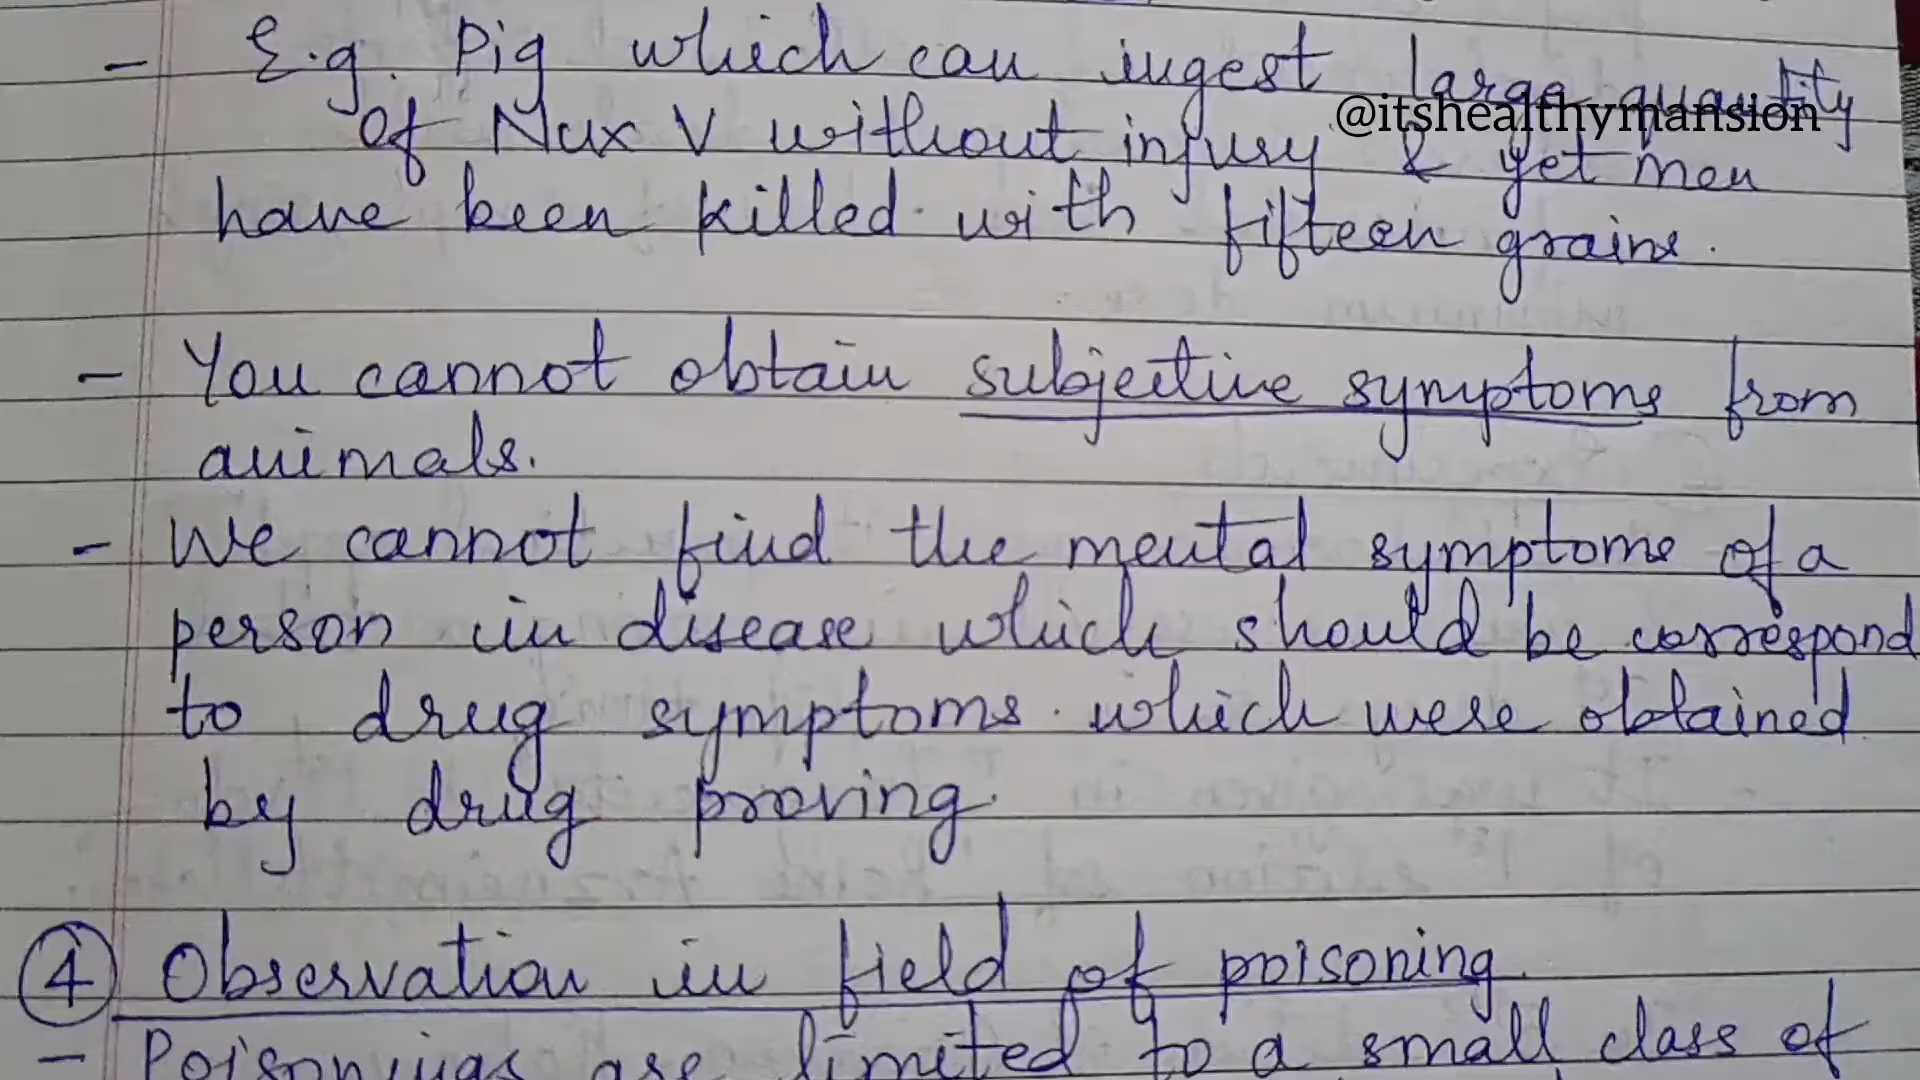 - E.g. Pig which can ingest large quantity
@itshealthymansion
of Nux V without injury & yet men
have been killed with fifteen grains.
- You cannot obtain subjective symptoms from
animals.
- We cannot find the mental symptoms of a
person in disease which should be correspond
to drug symptoms which were obtained
by drug proving.
4 Observation in field of poisoning.
- Poisonings are limited to a small class of